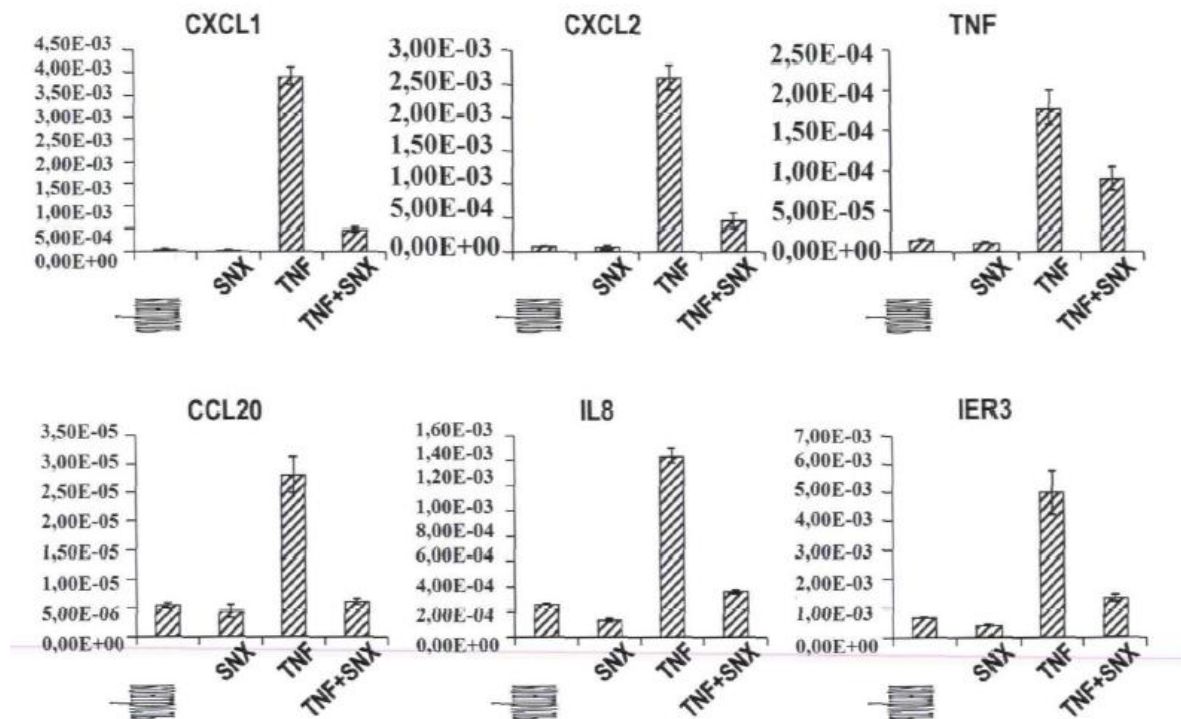 CXCL1
4,50E-03
4,00E-03
3,50E-03
3,00E-03
2,50E-03
2,00E-03
1,50E-03
1,00E-03
5,00E-04
0,00E+00
SNX
TNF
TNF+SNX
CXCL2
3,00E-03
2,50E-03
2,00E-03
1,50E-03
1,00E-03
5,00E-04
0,00E+00
SNX
TNF
TNF+SNX
TNF
2,50E-04
2,00E-04
1,50E-04
1,00E-04
5,00E-05
0,00E+00
SNX
TNF
TNF+SNX
CCL20
3,50E-05
3,00E-05
2,50E-05
2,00E-05
1,50E-05
1,00E-05
5,00E-06
0,00E+00
SNX
TNF
TNF+SNX
IL8
1,60E-03
1,40E-03
1,20E-03
1,00E-03
8,00E-04
6,00E-04
4,00E-04
2,00E-04
0,00E+00
SNX
TNF
TNF+SNX
IER3
7,00E-03
6,00E-03
5,00E-03
4,00E-03
3,00E-03
2,00E-03
1,00E-03
0,00E+00
SNX
TNF
TNF+SNX